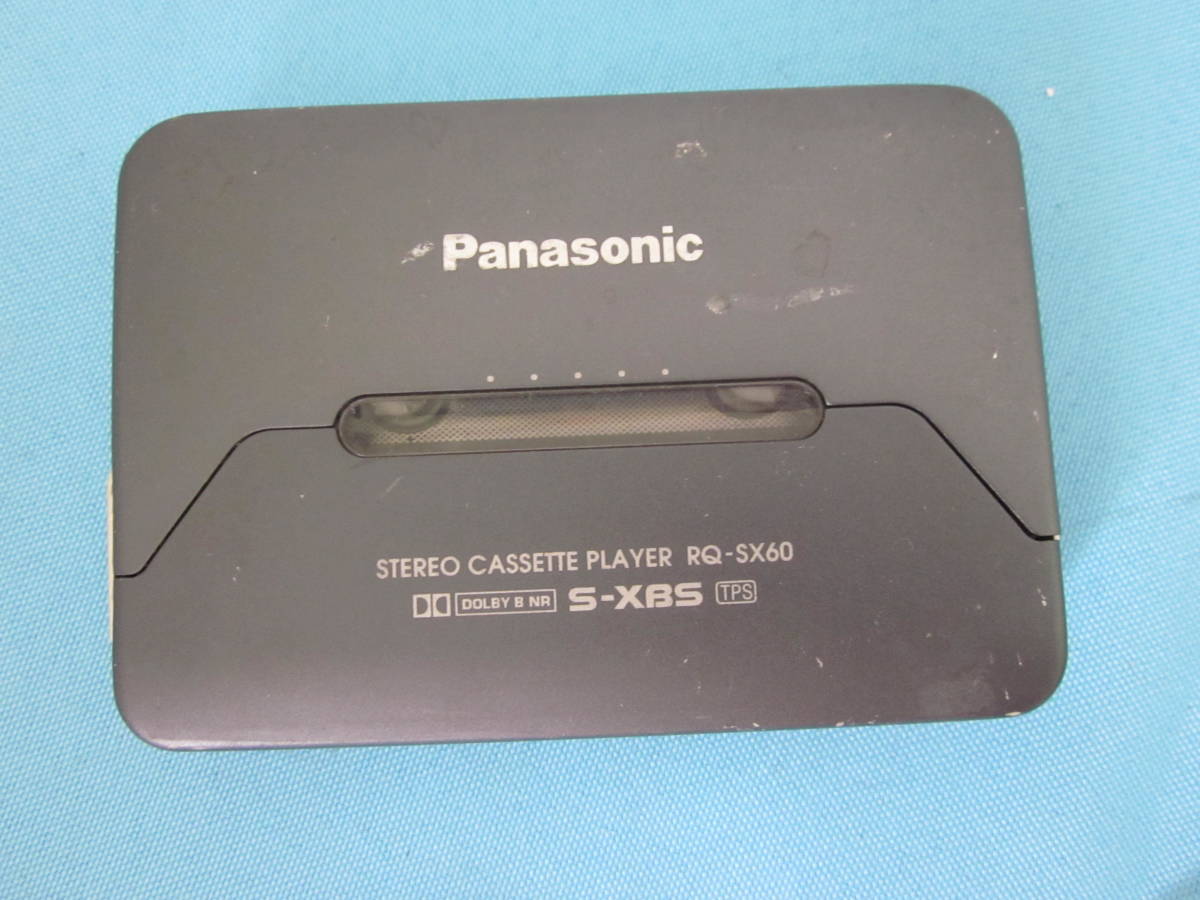 Panasonic
STEREO CASSETTE PLAYER RQ-SX60
DOLBY B NR S-XBS TPS